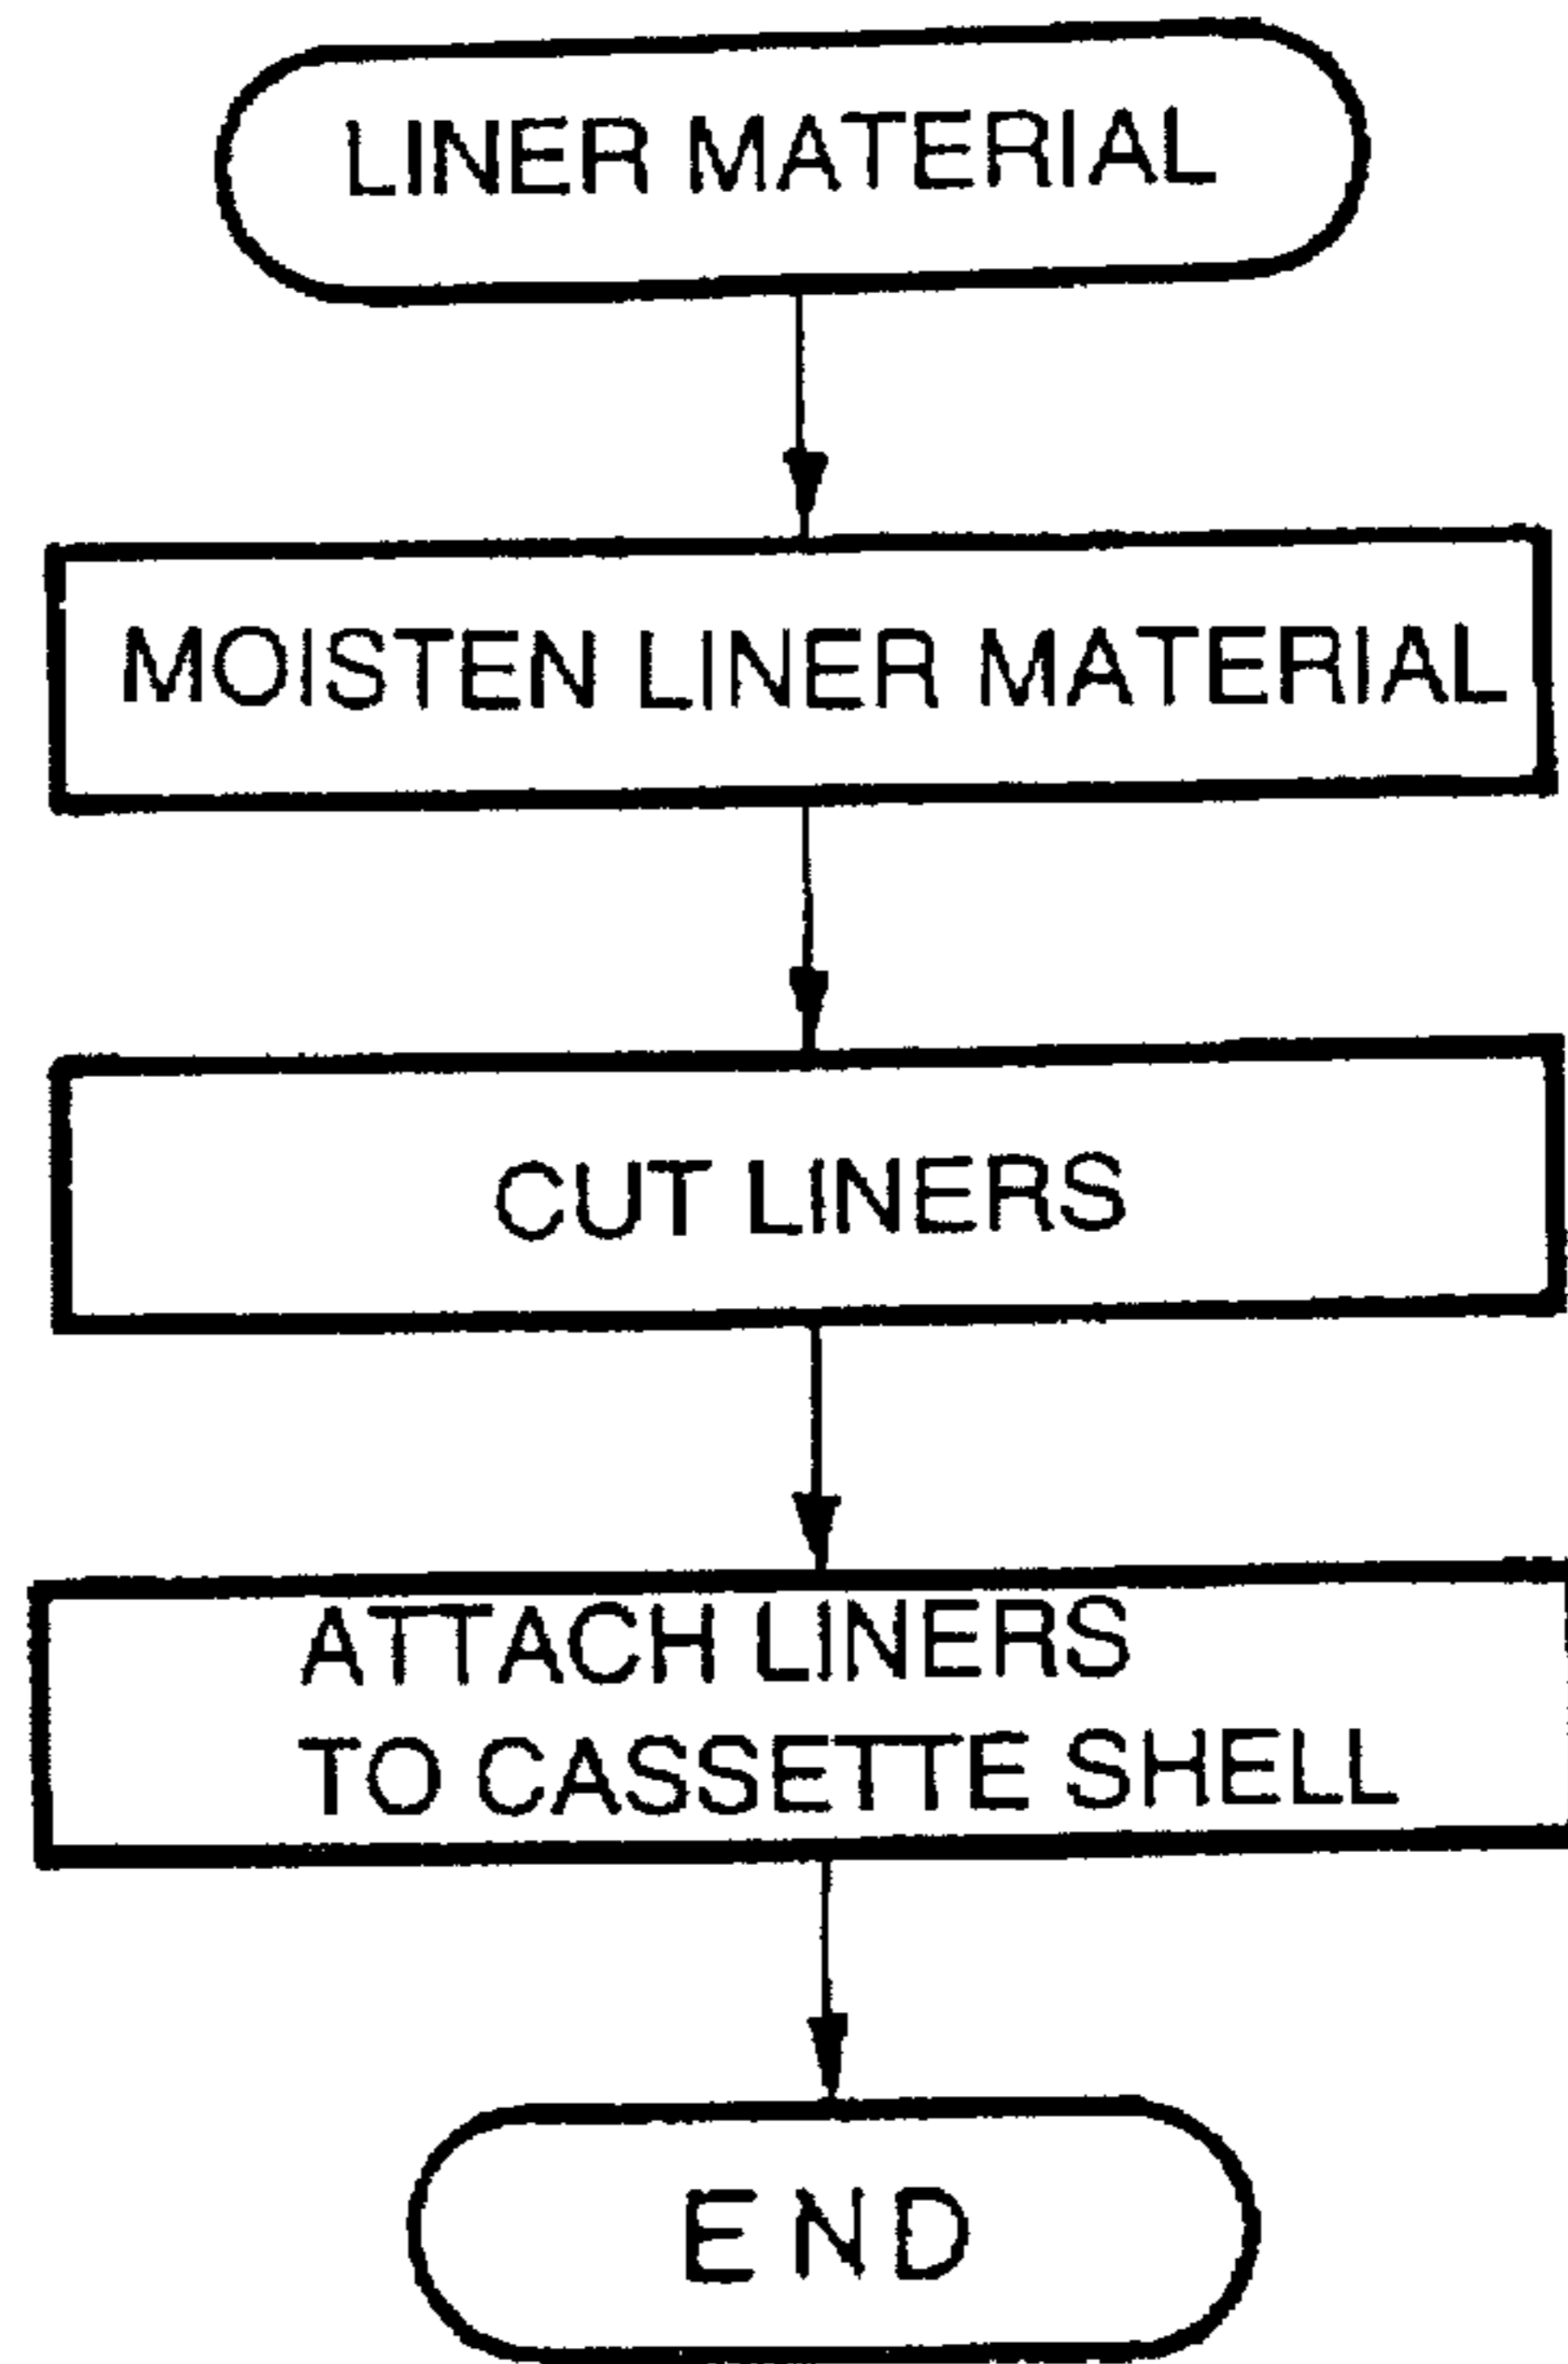 LINER MATERIAL
MOISTEN LINER MATERIAL
CUT LINERS
ATTACH LINERS
TO CASSETTE SHELL
END